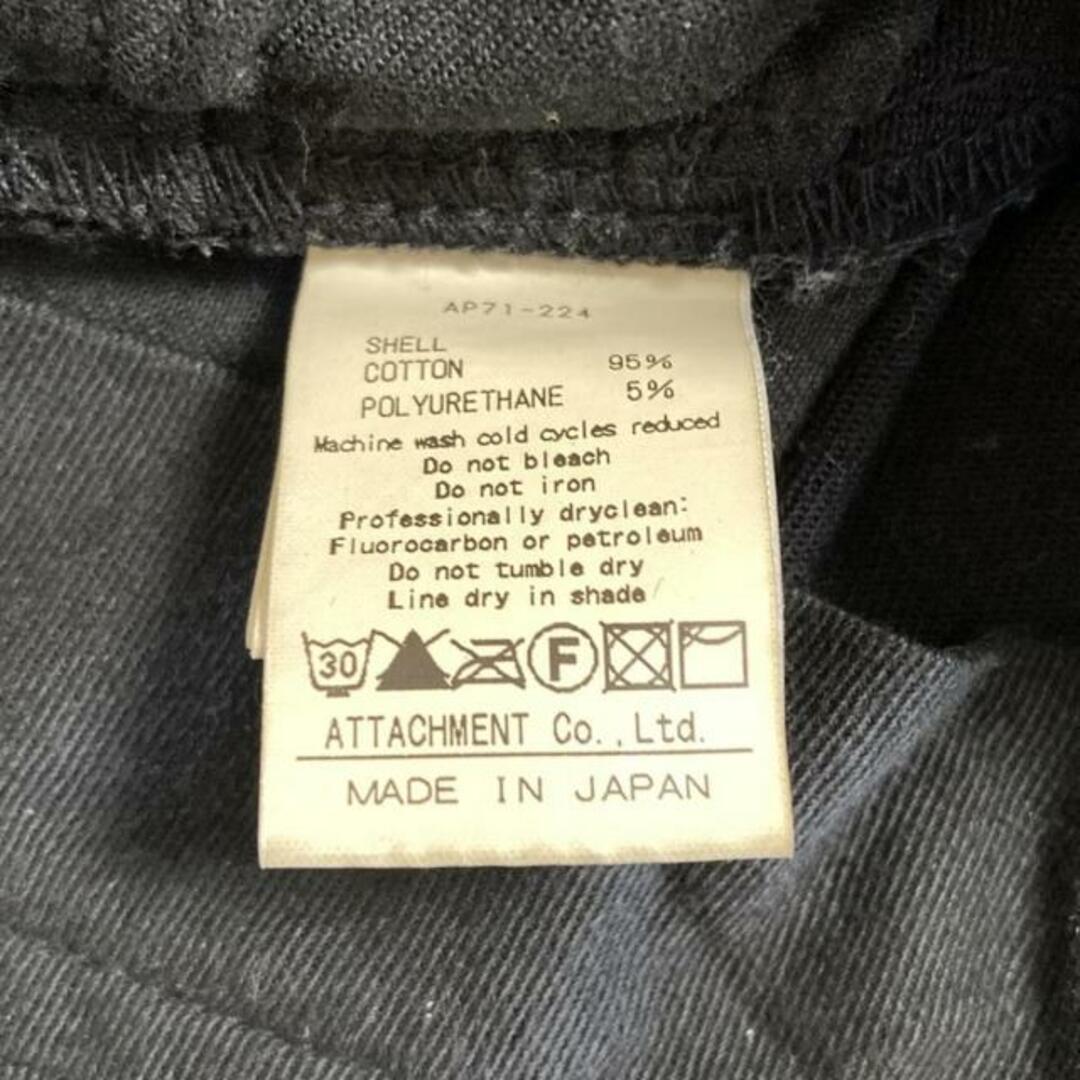 AP71-224
SHELL
COTTON 95%
POLYURETHANE 5%
Machine wash cold cycles reduced
Do not bleach
Do not iron
Professionally dryclean:
Fluorocarbon or petroleum
Do not tumble dry
Line dry in shade
30 F
ATTACHMENT Co.,Ltd.
MADE IN JAPAN